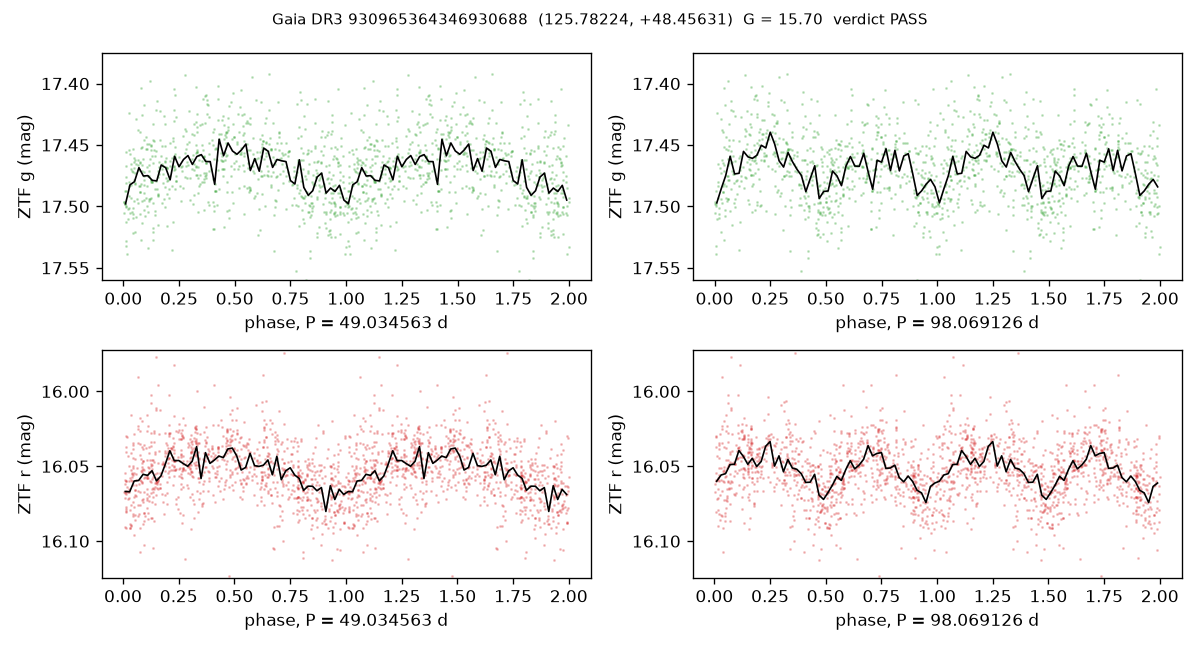 Gaia DR3 930965364346930688 (125.78224, +48.45631) G = 15.70 verdict PASS
ZTF g (mag)
17.40
17.45
17.50
17.55
0.00 0.25 0.50 0.75 1.00 1.25 1.50 1.75 2.00
phase, P = 49.034563 d
ZTF g (mag)
17.40
17.45
17.50
17.55
0.00 0.25 0.50 0.75 1.00 1.25 1.50 1.75 2.00
phase, P = 98.069126 d
ZTF r (mag)
16.00
16.05
16.10
0.00 0.25 0.50 0.75 1.00 1.25 1.50 1.75 2.00
phase, P = 49.034563 d
ZTF r (mag)
16.00
16.05
16.10
0.00 0.25 0.50 0.75 1.00 1.25 1.50 1.75 2.00
phase, P = 98.069126 d